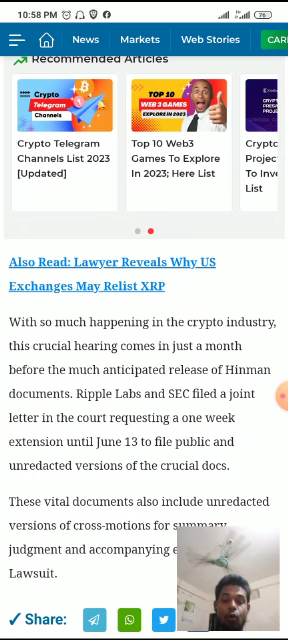 10:58 PM
76
News Markets Web Stories CAR
Recommended Articles
Crypto
Telegram
Channels
TOP 10
WEB 3 GAMES
EXPLORE IN 2023
Crypto Telegram
Channels List 2023
[Updated]
Top 10 Web3
Games To Explore
In 2023; Here List
Crypto
Projec
To Inve
List
Also Read: Lawyer Reveals Why US
Exchanges May Relist XRP
With so much happening in the crypto industry,
this crucial hearing comes in just a month
before the much anticipated release of Hinman
documents. Ripple Labs and SEC filed a joint
letter in the court requesting a one week
extension until June 13 to file public and
unredacted versions of the crucial docs.
These vital documents also include unredacted
versions of cross-motions for summary
judgment and accompanying e
Lawsuit.
Share: